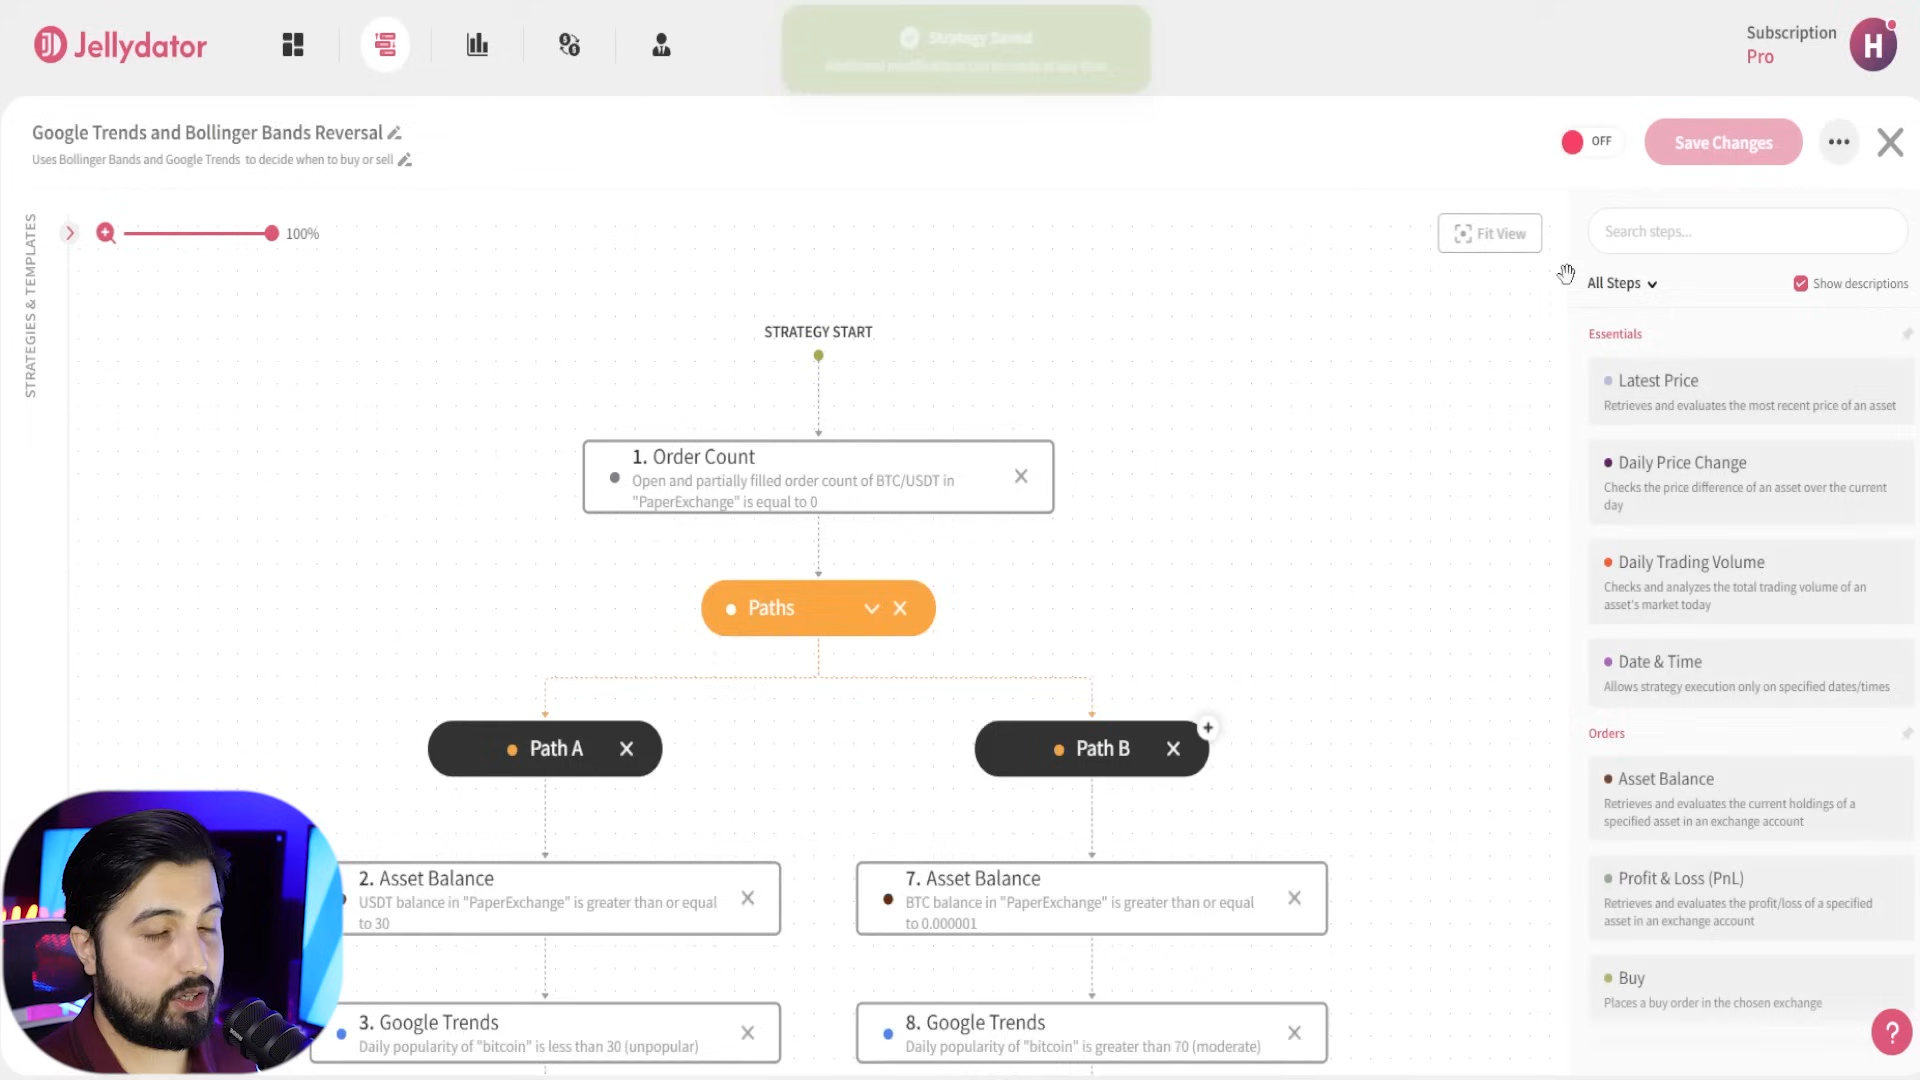 Jellydator
Strategy Saved
Subscription
Pro
H
Google Trends and Bollinger Bands Reversal
Uses Bollinger Bands and Google Trends to decide when to buy or sell
OFF
Save Changes
STRATEGIES & TEMPLATES
100%
Fit View
Search steps...
All Steps
Show descriptions
STRATEGY START
1. Order Count
Open and partially filled order count of BTC/USDT in
"PaperExchange" is equal to 0
Paths
Path A
Path B
2. Asset Balance
USDT balance in "PaperExchange" is greater than or equal
to 30
7. Asset Balance
BTC balance in "PaperExchange" is greater than or equal
to 0.000001
3. Google Trends
Daily popularity of "bitcoin" is less than 30 (unpopular)
8. Google Trends
Daily popularity of "bitcoin" is greater than 70 (moderate)
Essentials
Latest Price
Retrieves and evaluates the most recent price of an asset
Daily Price Change
Checks the price difference of an asset over the current
day
Daily Trading Volume
Checks and analyzes the total trading volume of an
asset's market today
Date & Time
Allows strategy execution only on specified dates/times
Orders
Asset Balance
Retrieves and evaluates the current holdings of a
specified asset in an exchange account
Profit & Loss (PnL)
Retrieves and evaluates the profit/loss of a specified
asset in an exchange account
Buy
Places a buy order in the chosen exchange
?